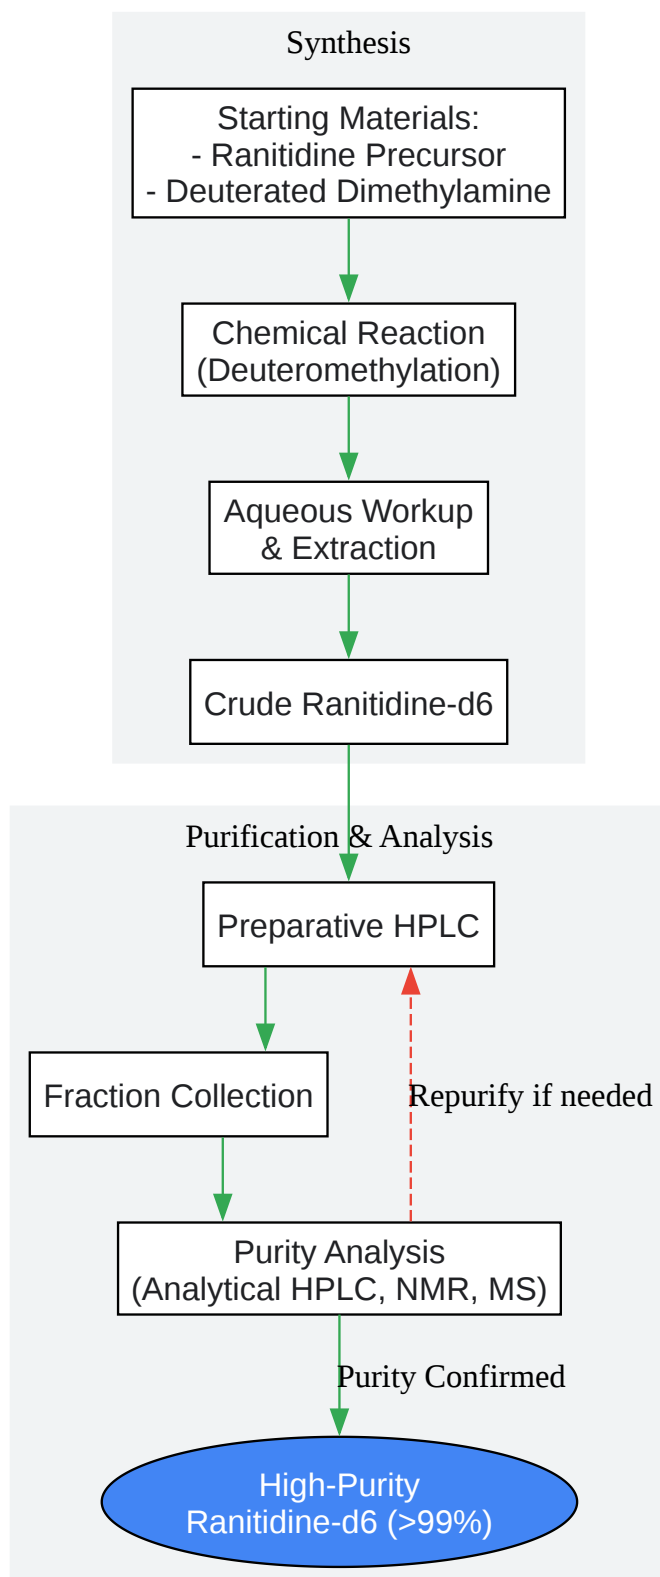 Synthesis
Starting Materials:
- Ranitidine Precursor
- Deuterated Dimethylamine
Chemical Reaction
(Deuteromethylation)
Aqueous Workup
& Extraction
Crude Ranitidine-d6
Purification & Analysis
Preparative HPLC
Fraction Collection
Repurify if needed
Purity Analysis
(Analytical HPLC, NMR, MS)
Purity Confirmed
High-Purity
Ranitidine-d6 (>99%)